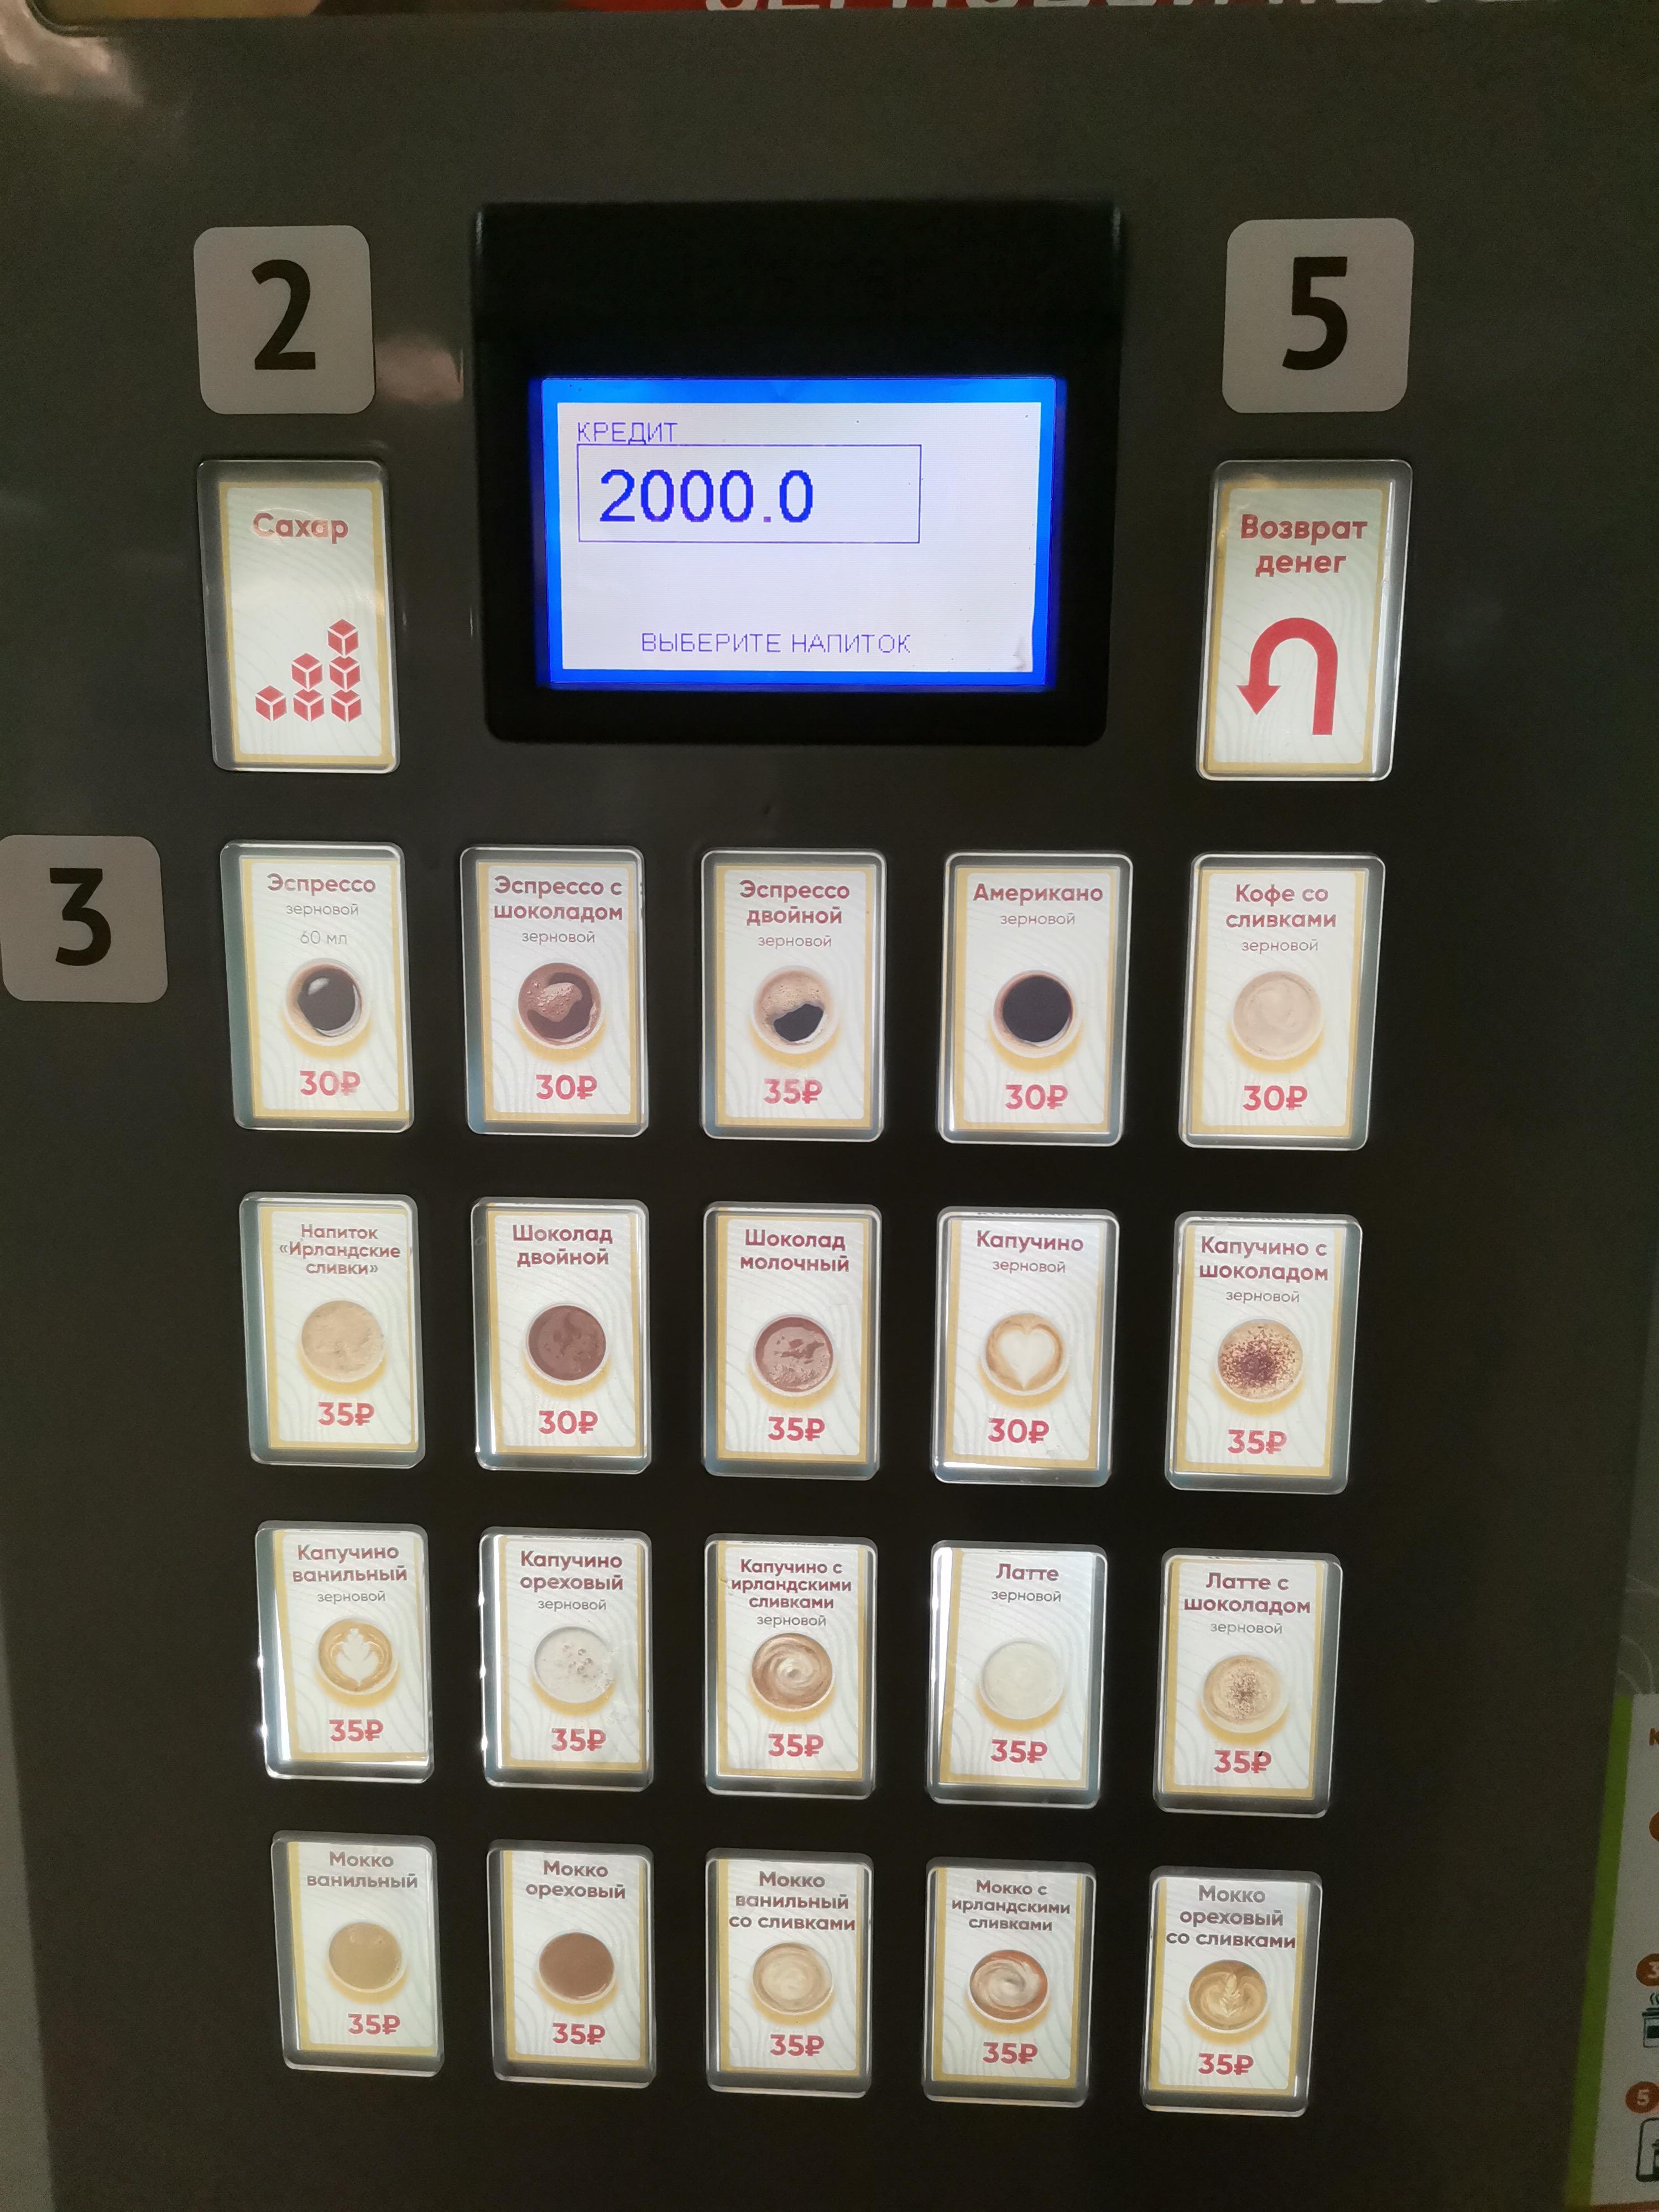 2
5
КРЕДИТ
2000.0
ВЫБЕРИТЕ НАПИТОК
Сахар
Возврат
денег
3
Эспрессо
зерновой
60 мл
30₽
Эспрессо с
шоколадом
зерновой
30₽
Эспрессо
двойной
зерновой
35₽
Американо
зерновой
30₽
Кофе со
сливками
зерновой
30₽
Напиток
«Ирландские
сливки»
35₽
Шоколад
двойной
30₽
Шоколад
молочный
35₽
Капучино
зерновой
30₽
Капучино с
шоколадом
зерновой
35₽
Капучино
ванильный
зерновой
35₽
Капучино
ореховый
зерновой
35₽
Капучино с
ирландскими
сливками
зерновой
35₽
Латте
зерновой
35₽
Латте с
шоколадом
зерновой
35₽
Мокко
ванильный
35₽
Мокко
ореховый
35₽
Мокко
ванильный
со сливками
35₽
Мокко с
ирландскими
сливками
35₽
Мокко
ореховый
со сливками
35₽
3
5